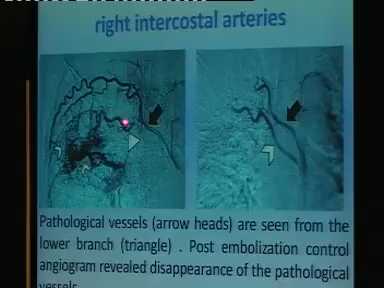 right intercostal arteries
Pathological vessels (arrow heads) are seen from the
lower branch (triangle) . Post embolization control
angiogram revealed disappearance of the pathological
vessels